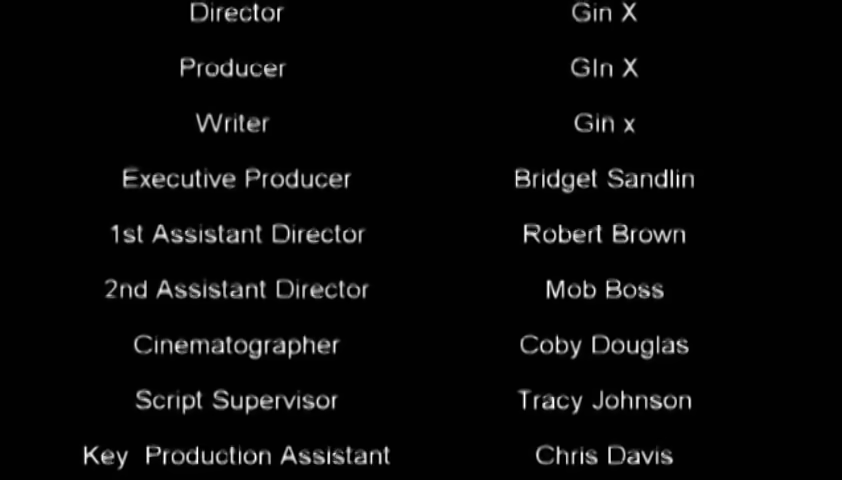 Director Gin X
Producer GIn X
Writer Gin x
Executive Producer Bridget Sandlin
1st Assistant Director Robert Brown
2nd Assistant Director Mob Boss
Cinematographer Coby Douglas
Script Supervisor Tracy Johnson
Key Production Assistant Chris Davis